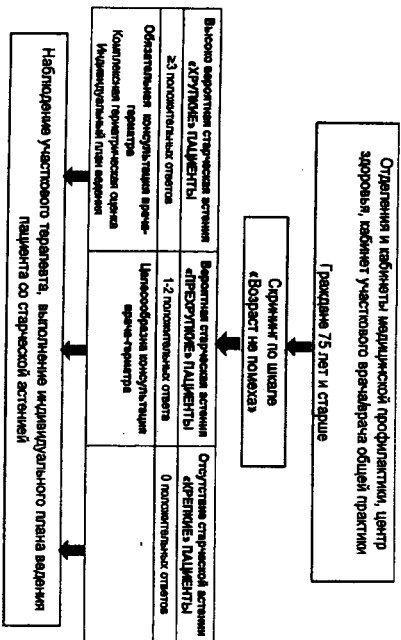 Отделения и кабинеты медицинской профилактики, центр
здоровья, кабинет участкового врача/врача общей практики
Граждане 75 лет и старше
Скрининг по шкале
«Возраст не помеха»
Высоко вероятная старческая астения
«ХРУПКИЕ» ПАЦИЕНТЫ
≥3 положительных ответов
Обязательная консультация врача-
гериатра
Комплексная гериатрическая оценка
Индивидуальный план ведения
Вероятная старческая астения
«ПРЕХРУПКИЕ» ПАЦИЕНТЫ
1-2 положительных ответа
Целесообразна консультация
врача-гериатра
Отсутствие старческой астении
«КРЕПКИЕ» ПАЦИЕНТЫ
0 положительных ответов
-
Наблюдение участкового терапевта, выполнение индивидуального плана ведения
пациента со старческой астенией